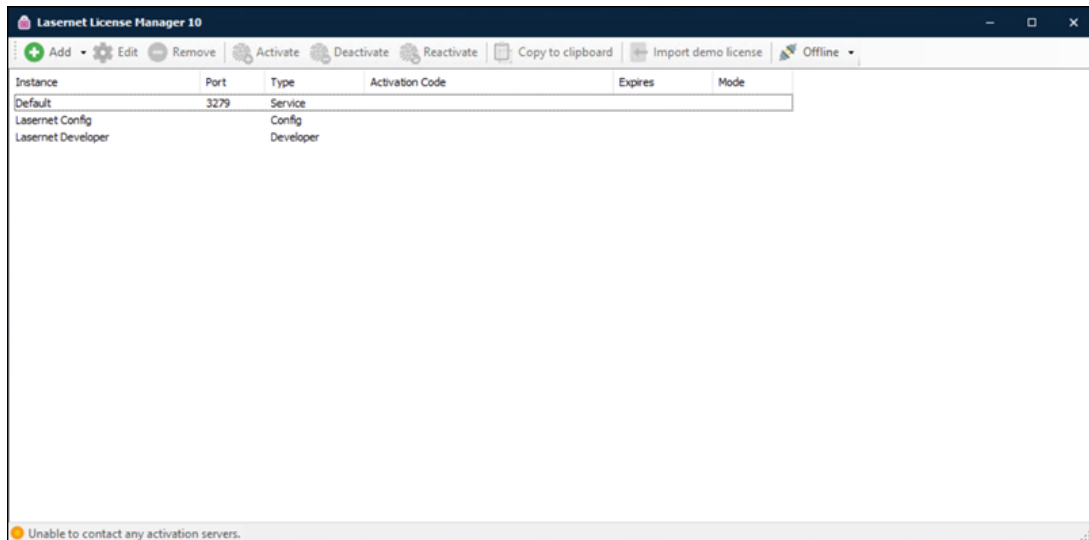 Lasernet License Manager 10
Add Edit Remove Activate Deactivate Reactivate Copy to clipboard Import demo license Offline
Instance Port Type Activation Code Expires Mode
Default 3279 Service
Lasernet Config Config
Lasernet Developer Developer
Unable to contact any activation servers.